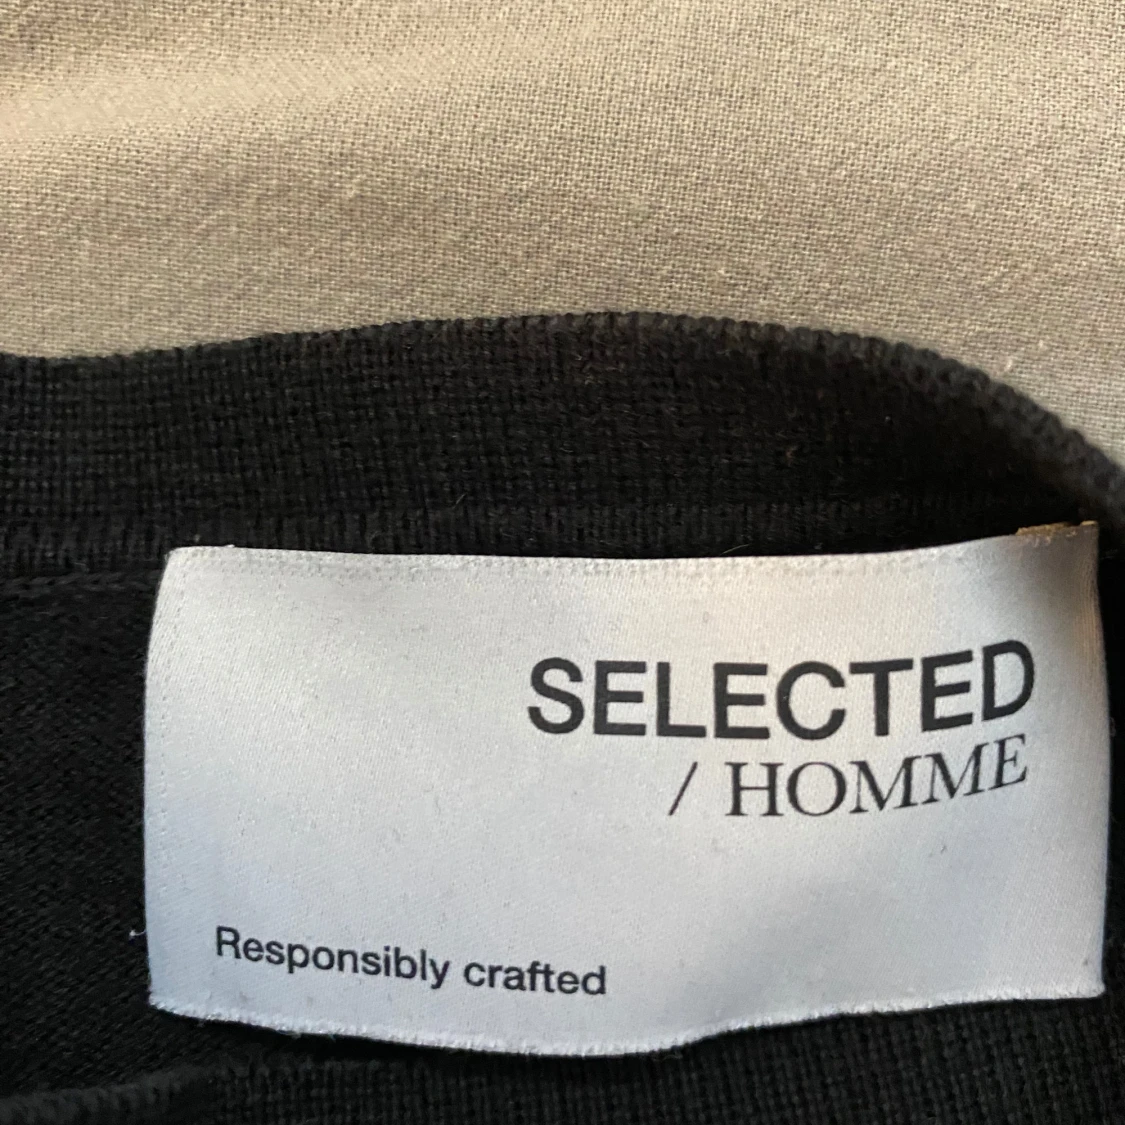 SELECTED
/ HOMME
Responsibly crafted